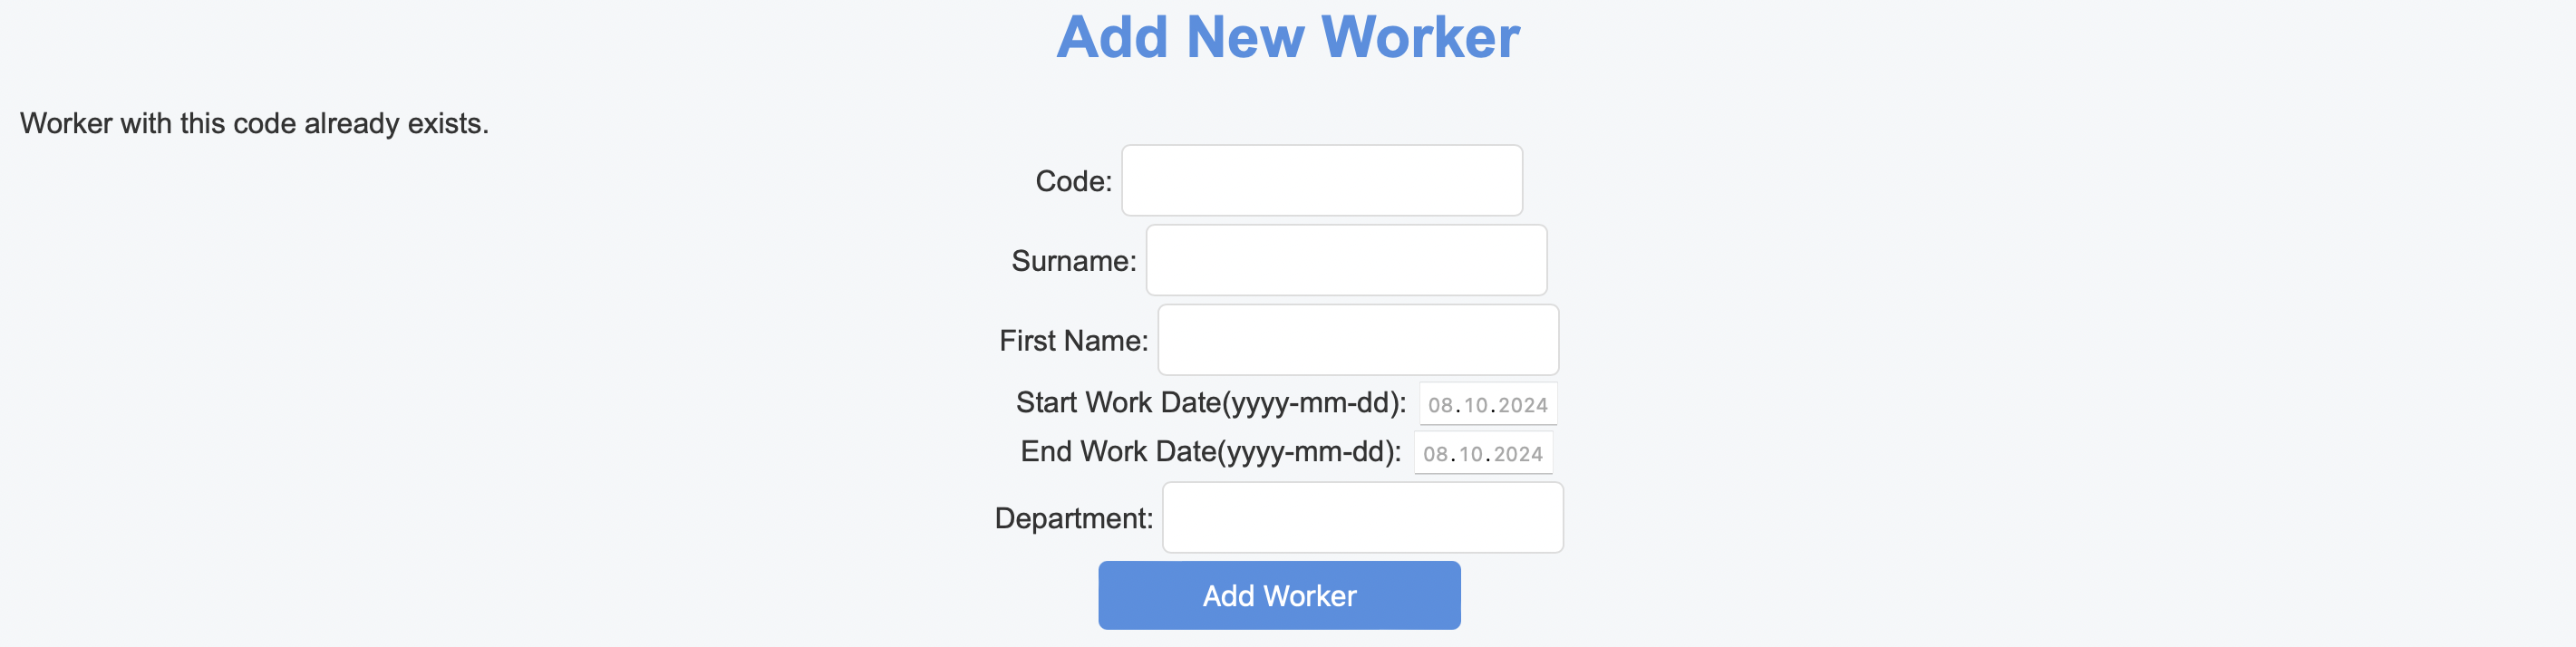 Add New Worker
Worker with this code already exists.
Code:
Surname:
First Name:
Start Work Date(yyyy-mm-dd): 08.10.2024
End Work Date(yyyy-mm-dd): 08.10.2024
Department:
Add Worker